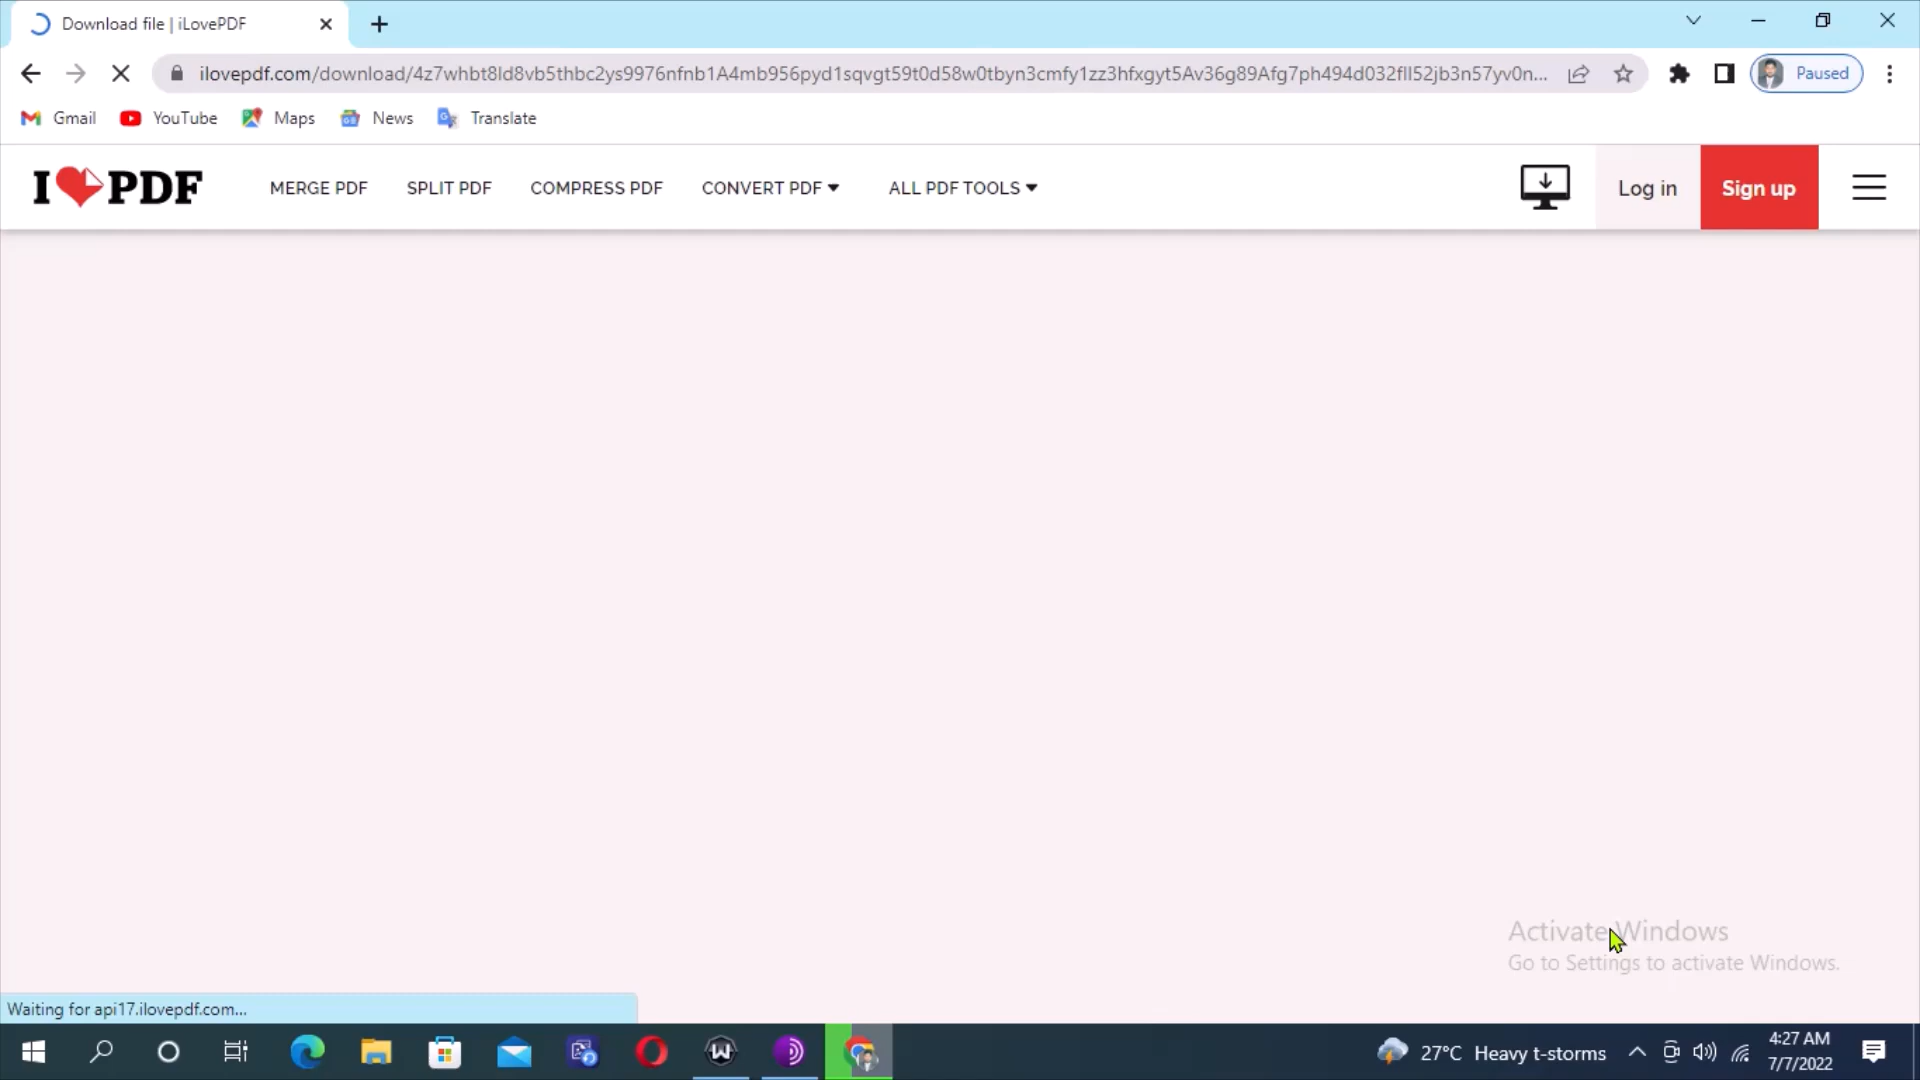 Download file | iLovePDF
ilovepdf.com/download/4z7whbt8ld8vb5thbc2ys9976nfnb1A4mb956pyd1sqvgt59t0d58w0tbyn3cmfy1zz3hfxgyt5Av36g89Afg7ph494d032fll52jb3n57yv0n...
Paused
Gmail
YouTube
Maps
News
Translate
I PDF
MERGE PDF
SPLIT PDF
COMPRESS PDF
CONVERT PDF
ALL PDF TOOLS
Log in
Sign up
Activate Windows
Go to Settings to activate Windows.
Waiting for api17.ilovepdf.com...
27°C Heavy t-storms
4:27 AM
7/7/2022